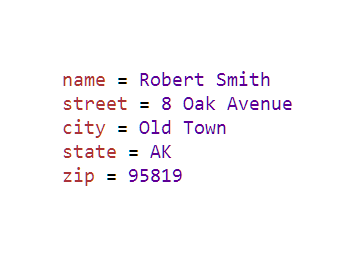 name = Robert Smith
street = 8 Oak Avenue
city = Old Town
state = AK
zip = 95819